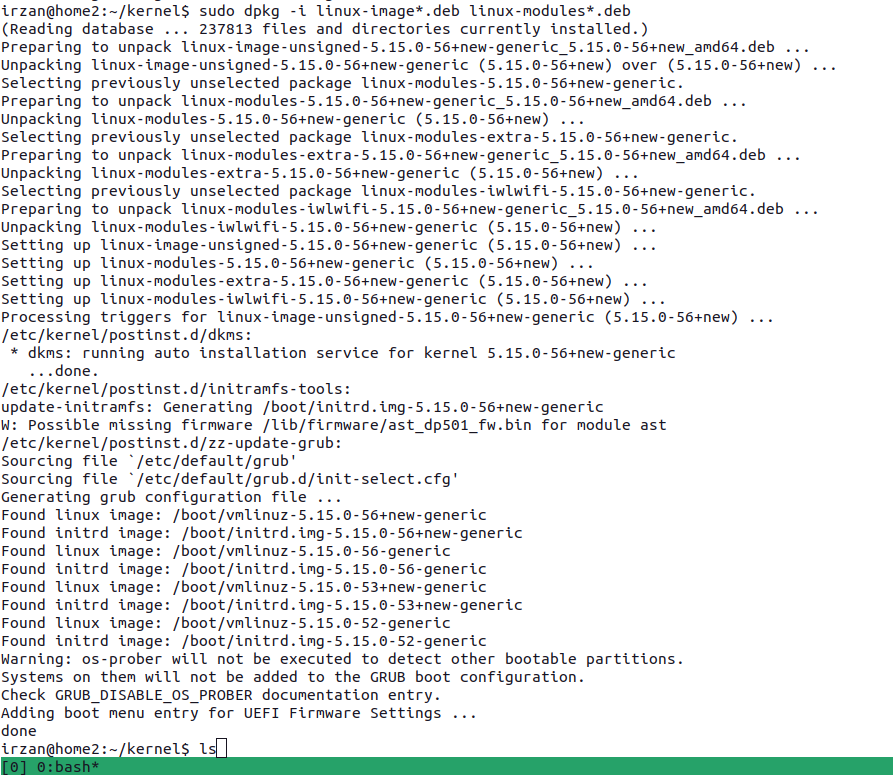 irzan@home2:~/kernel$ sudo dpkg -i linux-image*.deb linux-modules*.deb
(Reading database ... 237813 files and directories currently installed.)
Preparing to unpack linux-image-unsigned-5.15.0-56+new-generic_5.15.0-56+new_amd64.deb ...
Unpacking linux-image-unsigned-5.15.0-56+new-generic (5.15.0-56+new) over (5.15.0-56+new) ...
Selecting previously unselected package linux-modules-5.15.0-56+new-generic.
Preparing to unpack linux-modules-5.15.0-56+new-generic_5.15.0-56+new_amd64.deb ...
Unpacking linux-modules-5.15.0-56+new-generic (5.15.0-56+new) ...
Selecting previously unselected package linux-modules-extra-5.15.0-56+new-generic.
Preparing to unpack linux-modules-extra-5.15.0-56+new-generic_5.15.0-56+new_amd64.deb ...
Unpacking linux-modules-extra-5.15.0-56+new-generic (5.15.0-56+new) ...
Selecting previously unselected package linux-modules-iwlwifi-5.15.0-56+new-generic.
Preparing to unpack linux-modules-iwlwifi-5.15.0-56+new-generic_5.15.0-56+new_amd64.deb ...
Unpacking linux-modules-iwlwifi-5.15.0-56+new-generic (5.15.0-56+new) ...
Setting up linux-image-unsigned-5.15.0-56+new-generic (5.15.0-56+new) ...
Setting up linux-modules-5.15.0-56+new-generic (5.15.0-56+new) ...
Setting up linux-modules-extra-5.15.0-56+new-generic (5.15.0-56+new) ...
Setting up linux-modules-iwlwifi-5.15.0-56+new-generic (5.15.0-56+new) ...
Processing triggers for linux-image-unsigned-5.15.0-56+new-generic (5.15.0-56+new) ...
/etc/kernel/postinst.d/dkms:
 * dkms: running auto installation service for kernel 5.15.0-56+new-generic
   ...done.
/etc/kernel/postinst.d/initramfs-tools:
update-initramfs: Generating /boot/initrd.img-5.15.0-56+new-generic
W: Possible missing firmware /lib/firmware/ast_dp501_fw.bin for module ast
/etc/kernel/postinst.d/zz-update-grub:
Sourcing file `/etc/default/grub'
Sourcing file `/etc/default/grub.d/init-select.cfg'
Generating grub configuration file ...
Found linux image: /boot/vmlinuz-5.15.0-56+new-generic
Found initrd image: /boot/initrd.img-5.15.0-56+new-generic
Found linux image: /boot/vmlinuz-5.15.0-56-generic
Found initrd image: /boot/initrd.img-5.15.0-56-generic
Found linux image: /boot/vmlinuz-5.15.0-53+new-generic
Found initrd image: /boot/initrd.img-5.15.0-53+new-generic
Found linux image: /boot/vmlinuz-5.15.0-52-generic
Found initrd image: /boot/initrd.img-5.15.0-52-generic
Warning: os-prober will not be executed to detect other bootable partitions.
Systems on them will not be added to the GRUB boot configuration.
Check GRUB_DISABLE_OS_PROBER documentation entry.
Adding boot menu entry for UEFI Firmware Settings ...
done
irzan@home2:~/kernel$ ls
[0] 0:bash*